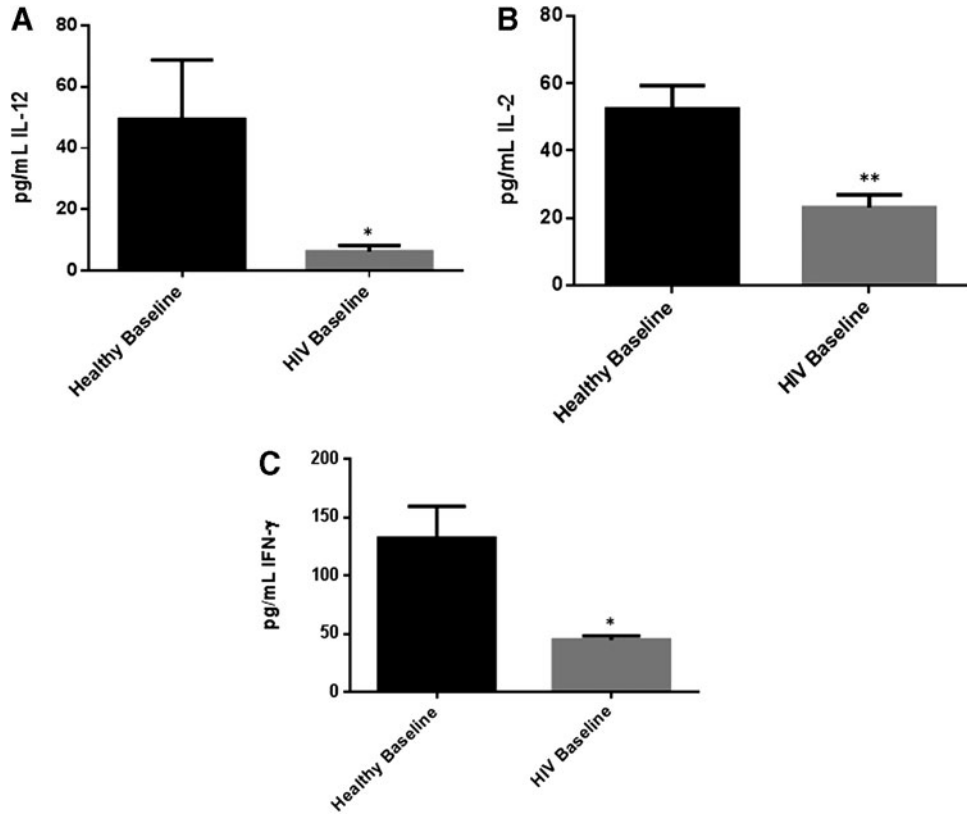 A
pg/mL IL-12
80
60
40
20
0
*
Healthy Baseline
HIV Baseline
B
pg/mL IL-2
80
60
40
20
0
**
Healthy Baseline
HIV Baseline
C
pg/mL IFN-γ
200
150
100
50
0
*
Healthy Baseline
HIV Baseline